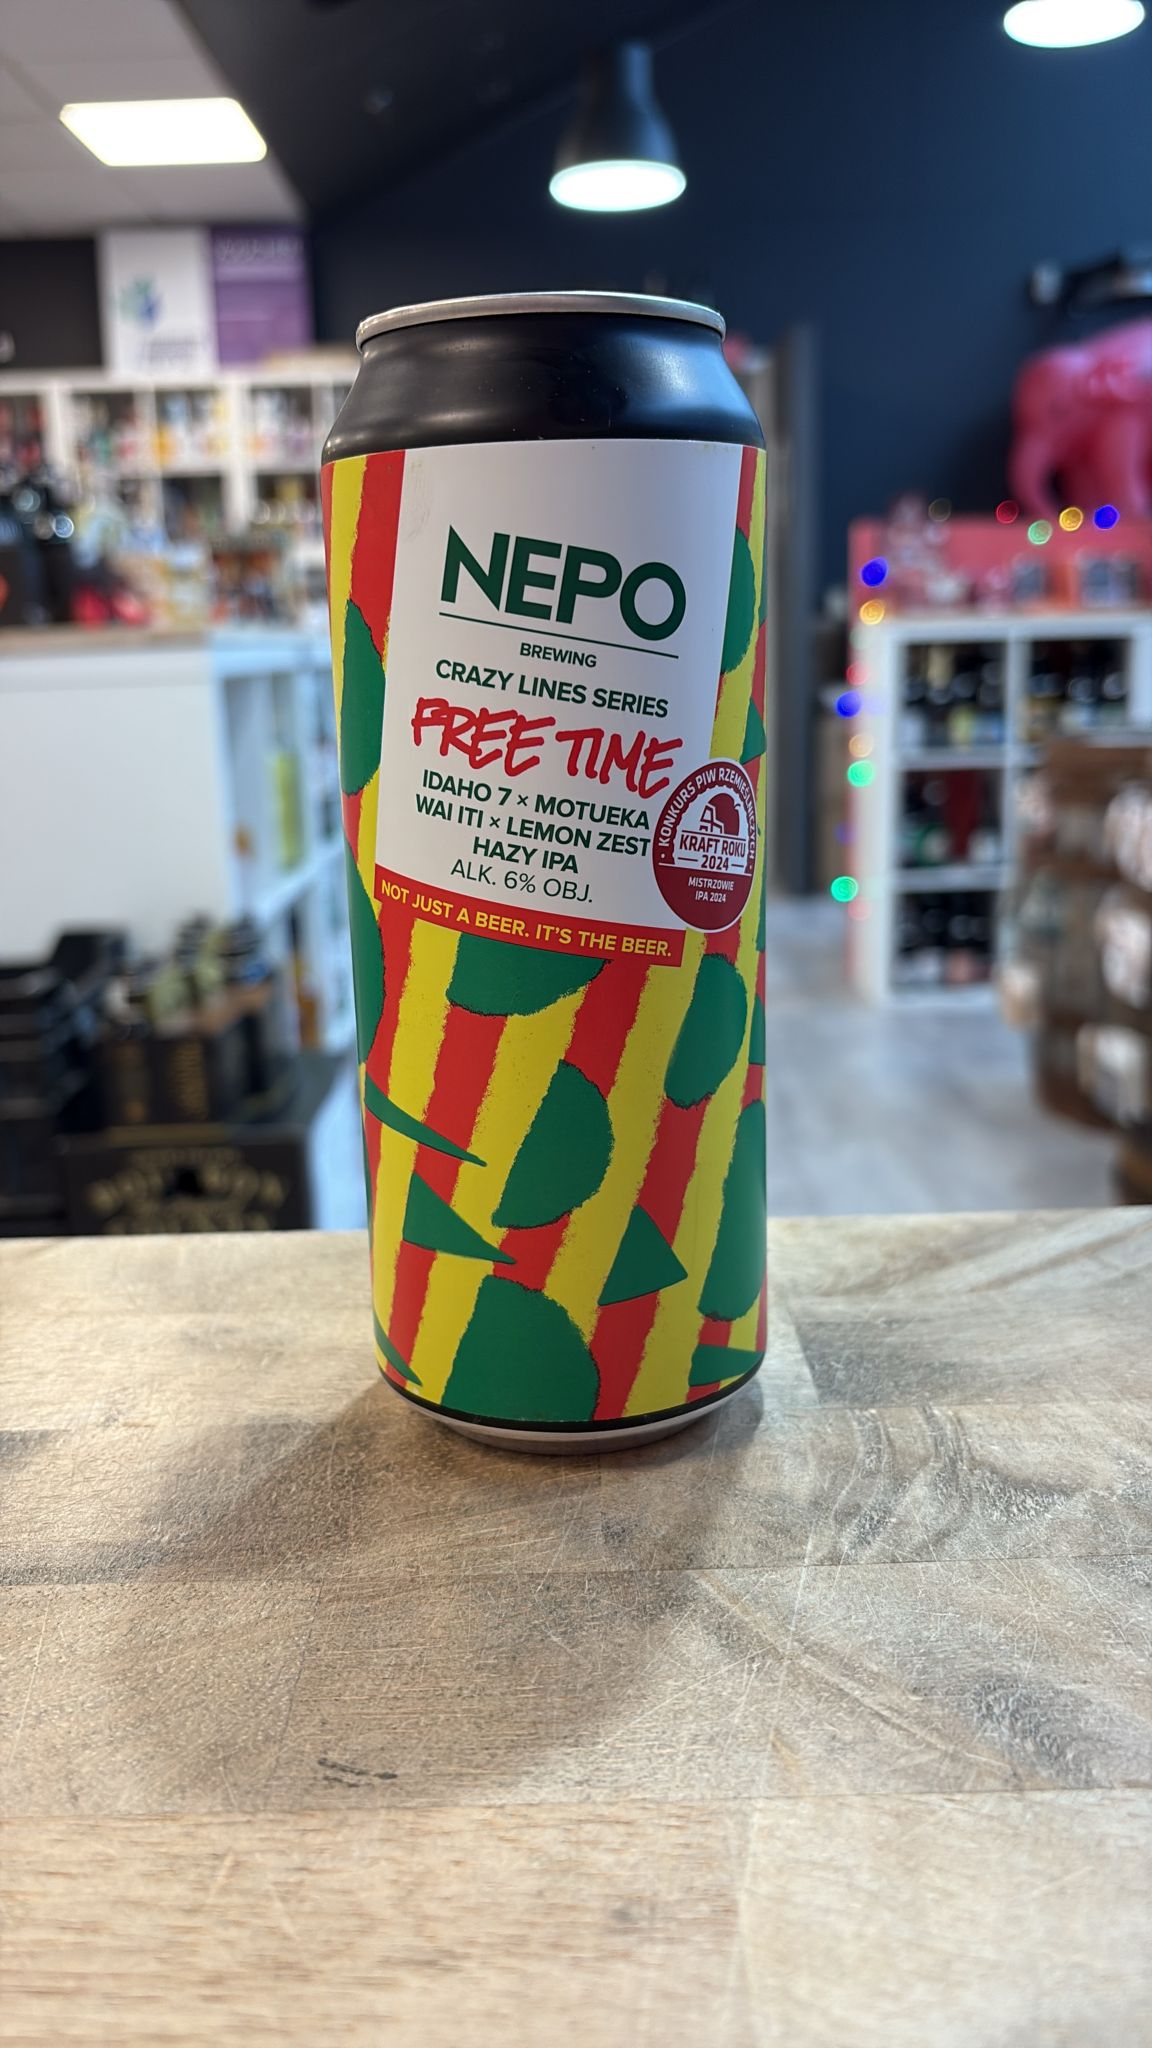 NEPO
BREWING
CRAZY LINES SERIES
FREE TIME
IDAHO 7 × MOTUEKA
WAI ITI × LEMON ZEST
HAZY IPA
ALK. 6% OBJ.
NOT JUST A BEER. IT'S THE BEER.
• KONKURS PIW RZEMIEŚLNICZYCH •
KRAFT ROKU
2024
MISTRZOWIE
IPA 2024